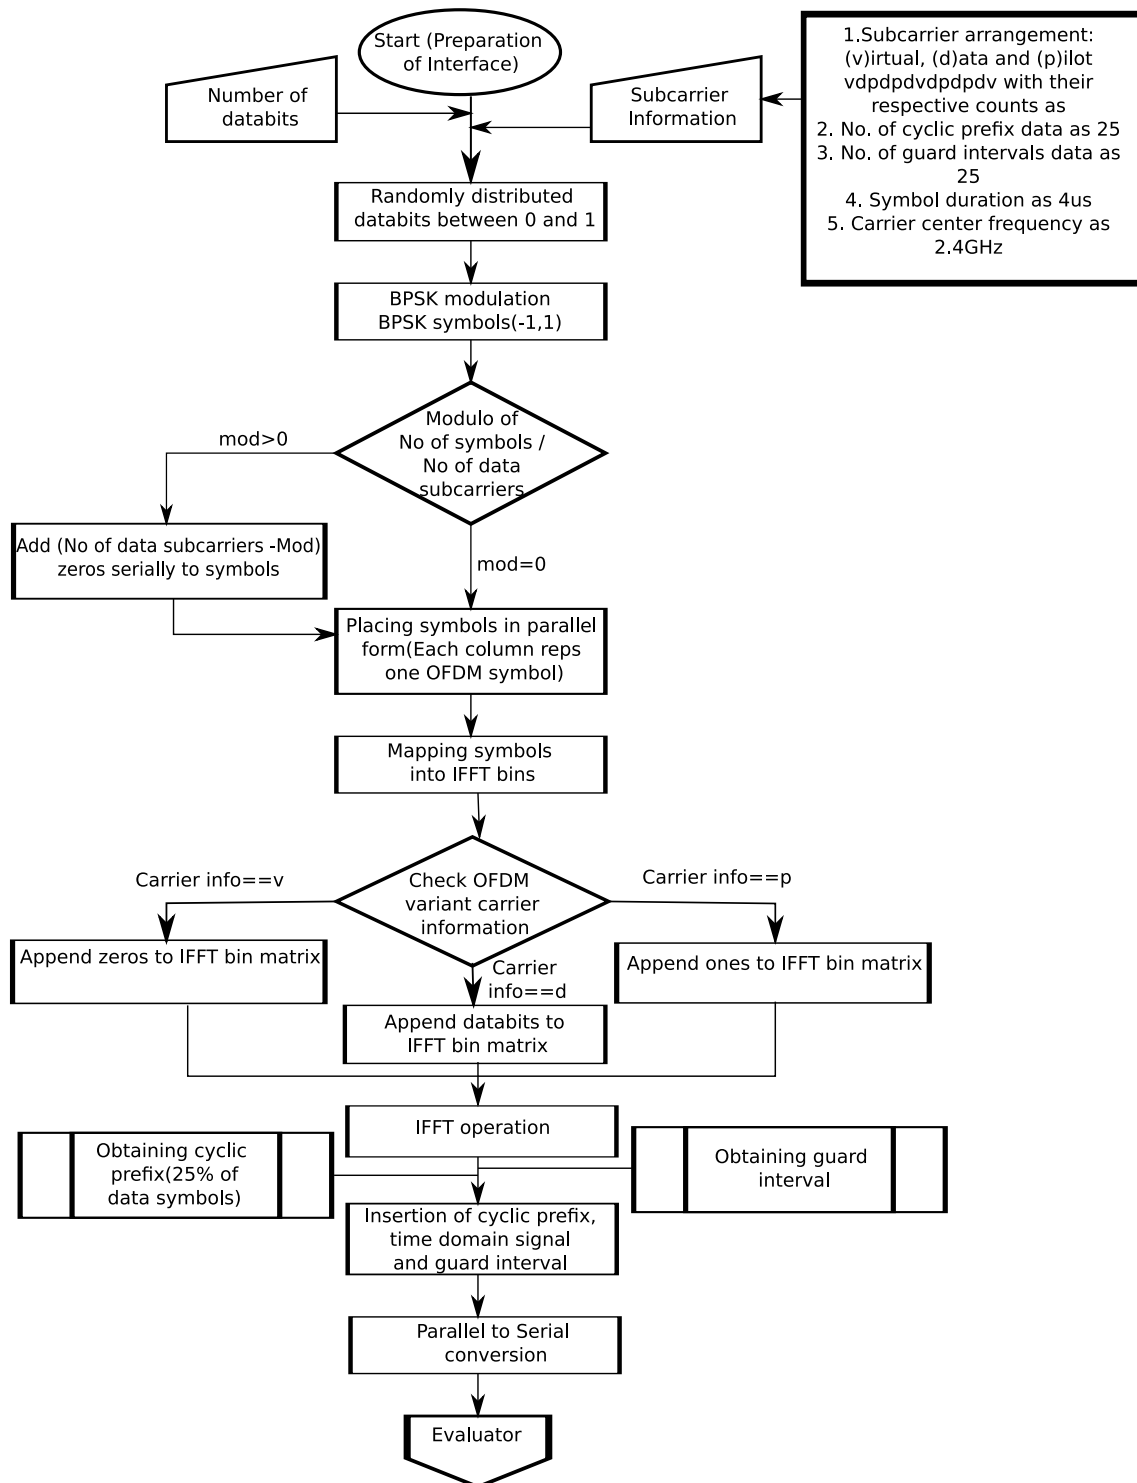 Start (Preparation
of Interface)
Number of
databits
Subcarrier
Information
1.Subcarrier arrangement:
(v)irtual, (d)ata and (p)ilot
vdpdpdvdpdpdv with their
respective counts as
2. No. of cyclic prefix data as 25
3. No. of guard intervals data as
25
4. Symbol duration as 4us
5. Carrier center frequency as
2.4GHz
Randomly distributed
databits between 0 and 1
BPSK modulation
BPSK symbols(-1,1)
Modulo of
No of symbols /
No of data
subcarriers
mod>0
Add (No of data subcarriers -Mod)
zeros serially to symbols
mod=0
Placing symbols in parallel
form(Each column reps
one OFDM symbol)
Mapping symbols
into IFFT bins
Check OFDM
variant carrier
information
Carrier info==v
Carrier info==p
Append zeros to IFFT bin matrix
Carrier
info==d
Append ones to IFFT bin matrix
Append databits to
IFFT bin matrix
IFFT operation
Obtaining cyclic
prefix(25% of
data symbols)
Obtaining guard
interval
Insertion of cyclic prefix,
time domain signal
and guard interval
Parallel to Serial
conversion
Evaluator